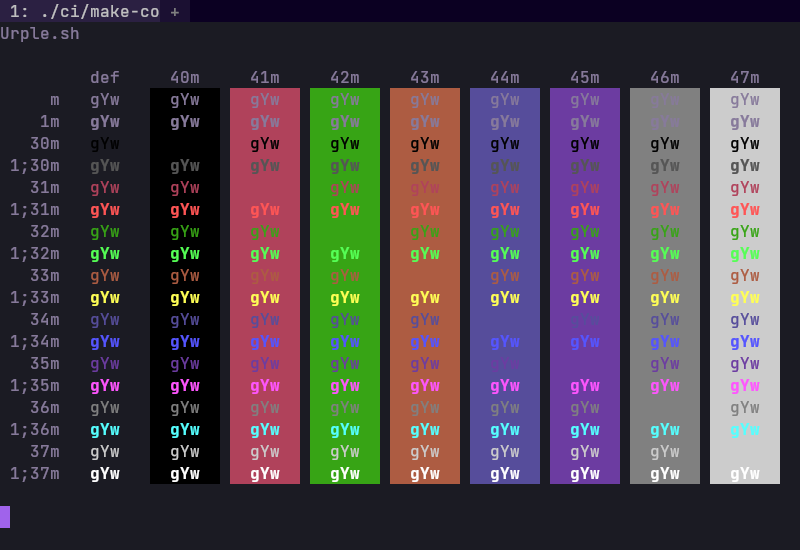 1: ./ci/make-co +
Urple.sh
def 40m 41m 42m 43m 44m 45m 46m 47m
m gYw gYw gYw gYw gYw gYw gYw gYw gYw
1m gYw gYw gYw gYw gYw gYw gYw gYw gYw
30m gYw gYw gYw gYw gYw gYw gYw gYw
1;30m gYw gYw gYw gYw gYw gYw gYw gYw gYw
31m gYw gYw gYw gYw gYw gYw gYw gYw
1;31m gYw gYw gYw gYw gYw gYw gYw gYw gYw
32m gYw gYw gYw gYw gYw gYw gYw gYw
1;32m gYw gYw gYw gYw gYw gYw gYw gYw gYw
33m gYw gYw gYw gYw gYw gYw gYw gYw
1;33m gYw gYw gYw gYw gYw gYw gYw gYw gYw
34m gYw gYw gYw gYw gYw gYw gYw gYw
1;34m gYw gYw gYw gYw gYw gYw gYw gYw gYw
35m gYw gYw gYw gYw gYw gYw gYw gYw
1;35m gYw gYw gYw gYw gYw gYw gYw gYw gYw
36m gYw gYw gYw gYw gYw gYw gYw gYw
1;36m gYw gYw gYw gYw gYw gYw gYw gYw gYw
37m gYw gYw gYw gYw gYw gYw gYw gYw
1;37m gYw gYw gYw gYw gYw gYw gYw gYw gYw